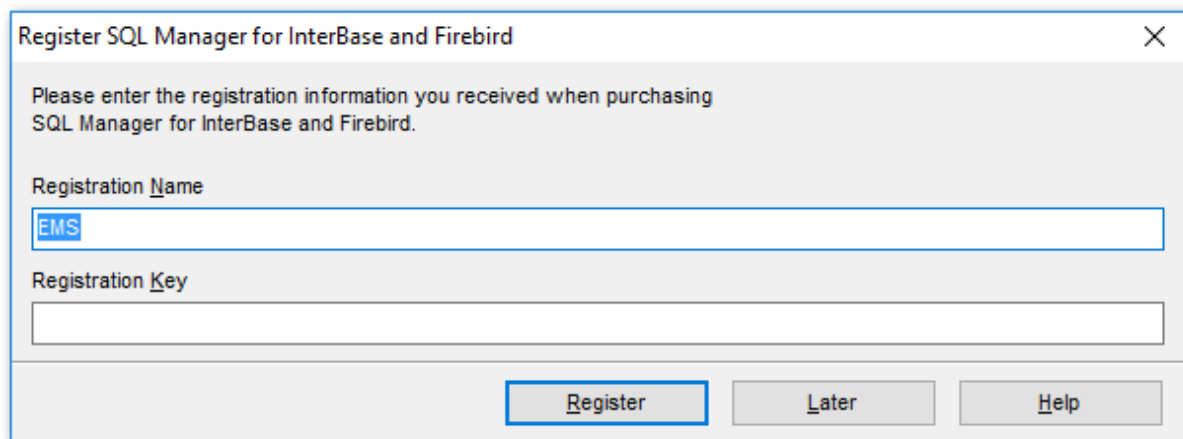 Register SQL Manager for InterBase and Firebird
Please enter the registration information you received when purchasing
SQL Manager for InterBase and Firebird.
Registration Name
EMS
Registration Key
Register Later Help